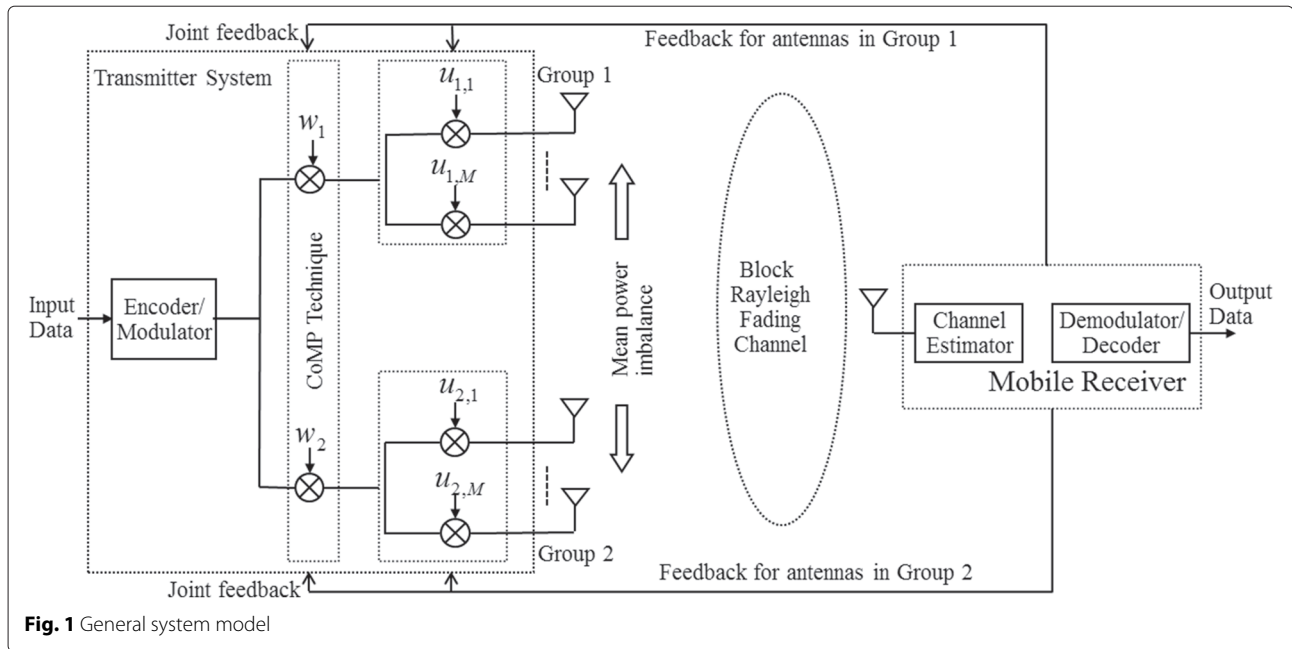 Joint feedback
Feedback for antennas in Group 1
Transmitter System
Group 1
u1,1
w1
u1,M
CoMP Technique
Mean power
imbalance
Block
Rayleigh
Fading
Channel
Input
Data
Encoder/
Modulator
Channel
Estimator
Demodulator/
Decoder
Output
Data
Mobile Receiver
u2,1
w2
u2,M
Group 2
Joint feedback
Feedback for antennas in Group 2
Fig. 1 General system model